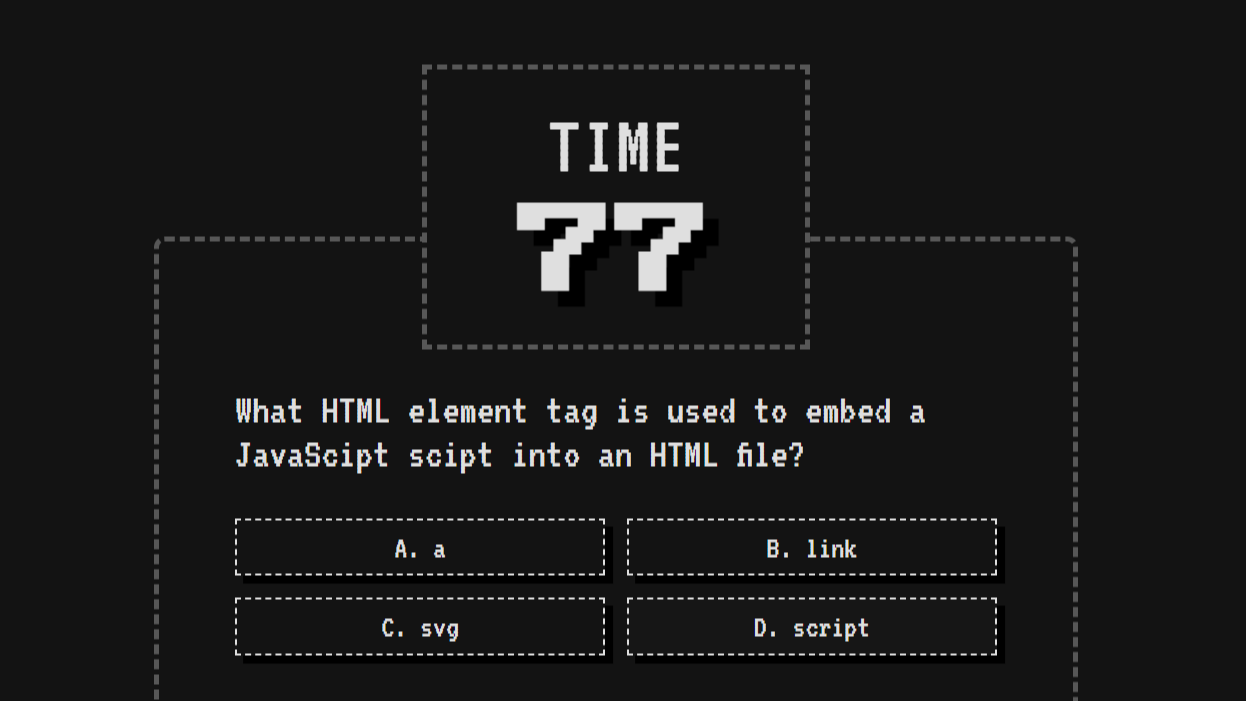 TIME
77
What HTML element tag is used to embed a
JavaScipt scipt into an HTML file?
A. a
B. link
C. svg
D. script